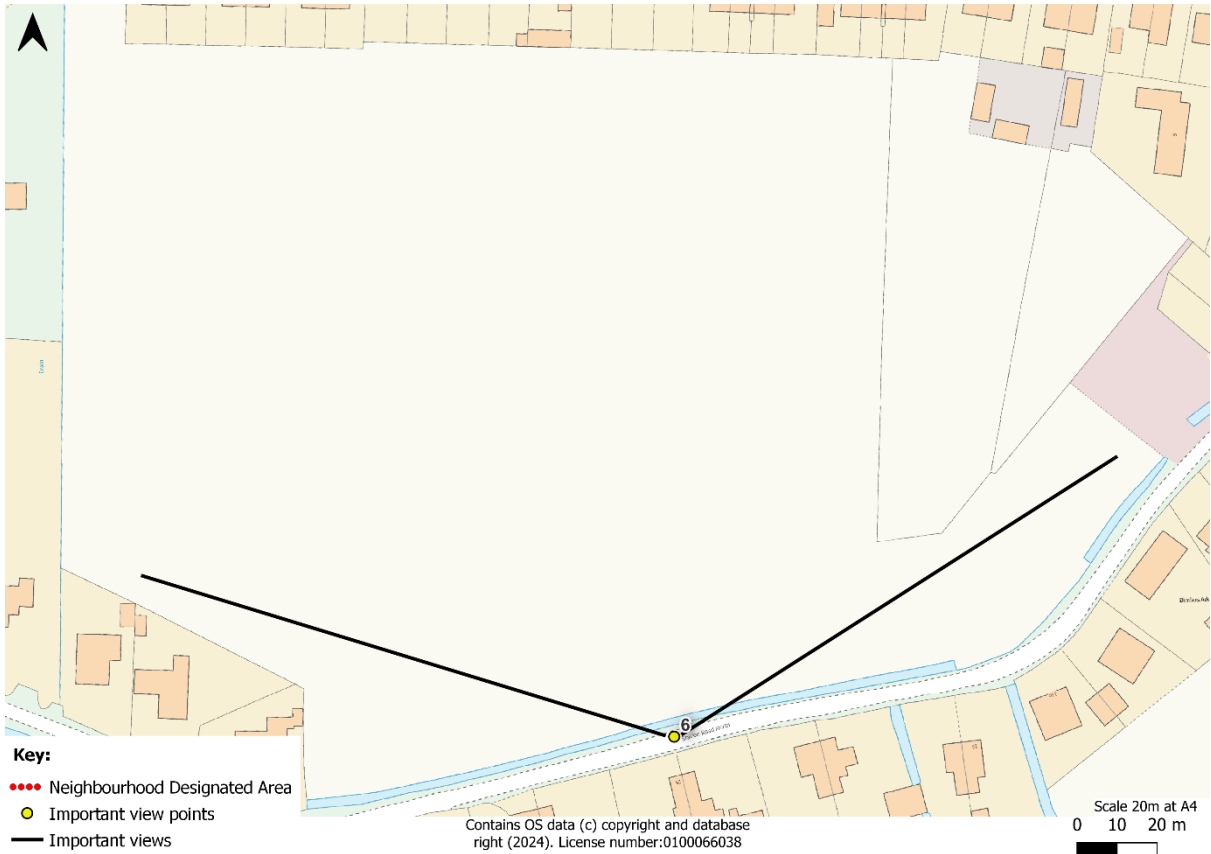 Drain
6
Key:
Neighbourhood Designated Area
Important view points
Important views
Contains OS data (c) copyright and database
right (2024). License number:0100066038
Scale 20m at A4
0 10 20 m